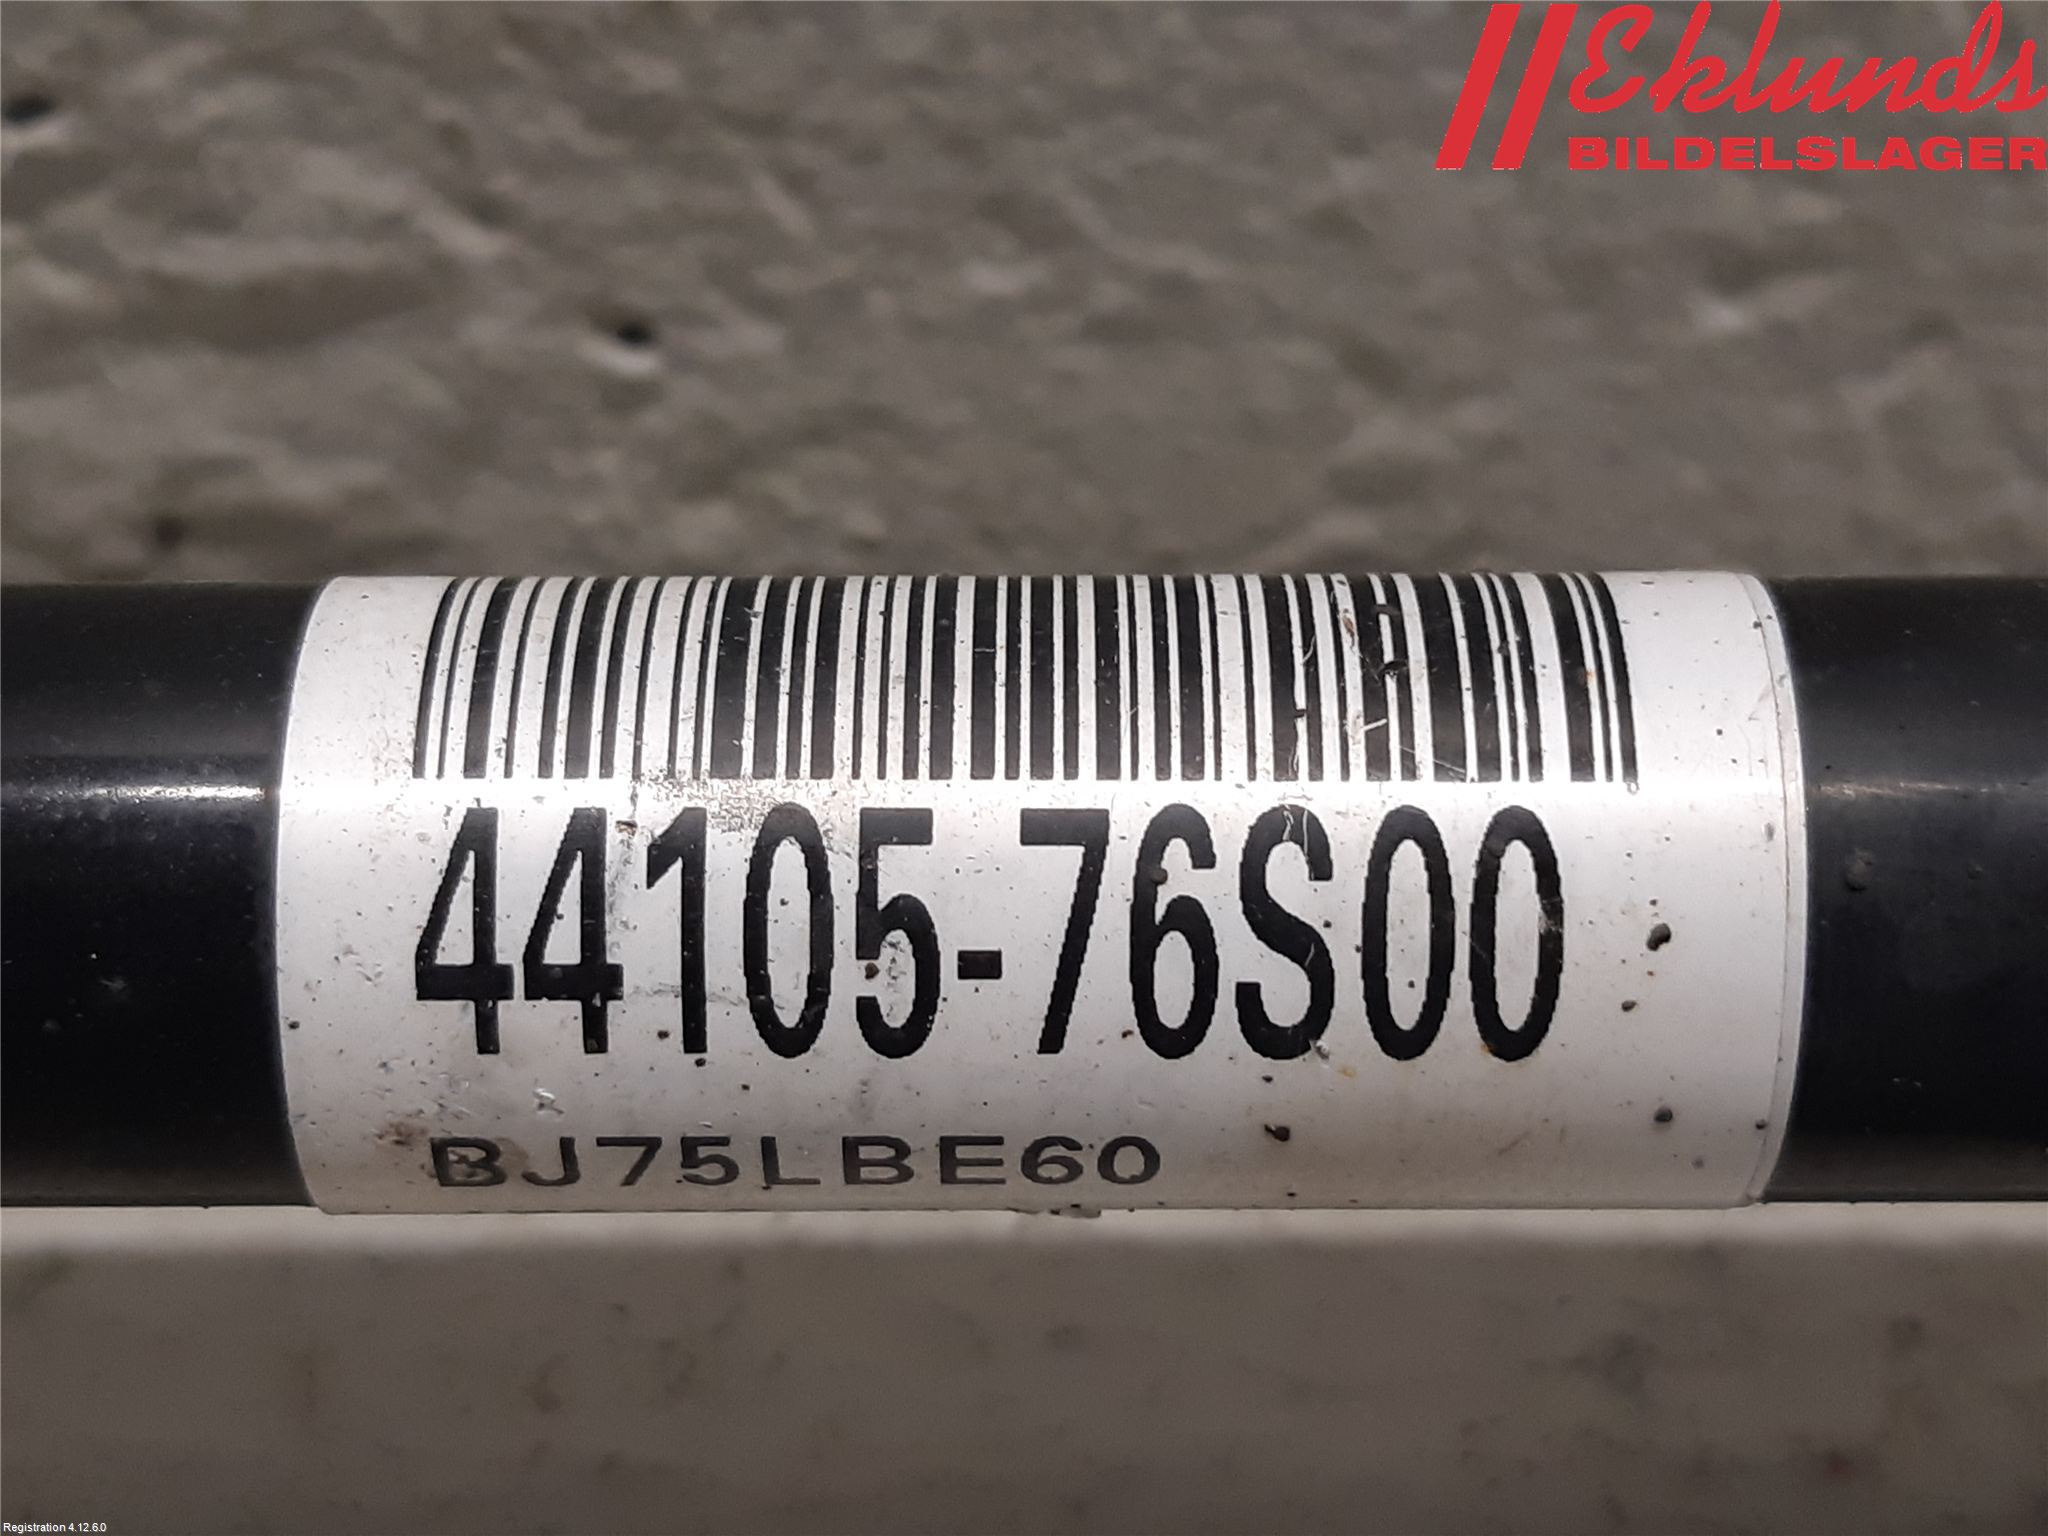 Eklunds
BILDELSLAGER
44105-76S00
BJ75LBE60
Registration 4.12.6.0